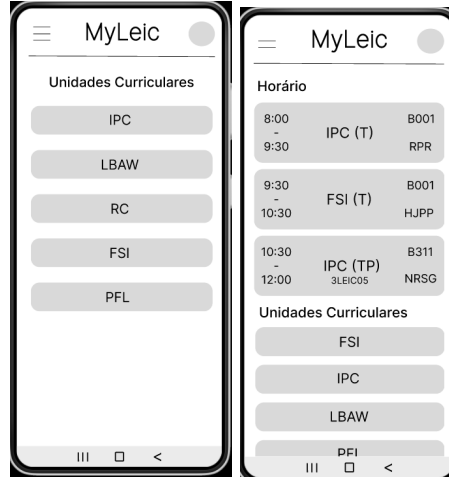 MyLeic
Unidades Curriculares
IPC
LBAW
RC
FSI
PFL
MyLeic
Horário
8:00
-
9:30
IPC (T)
B001
RPR
9:30
-
10:30
FSI (T)
B001
HJPP
10:30
-
12:00
IPC (TP)
3LEIC05
B311
NRSG
Unidades Curriculares
FSI
IPC
LBAW
PFL